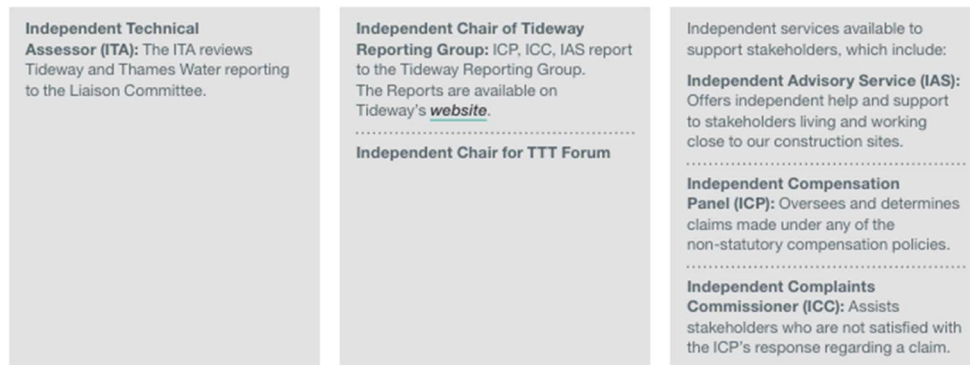 Independent Technical
Assessor (ITA): The ITA reviews
Tideway and Thames Water reporting
to the Liaison Committee.
Independent Chair of Tideway
Reporting Group: ICP, ICC, IAS report
to the Tideway Reporting Group.
The Reports are available on
Tideway's website.
Independent Chair for TTT Forum
Independent services available to
support stakeholders, which include:
Independent Advisory Service (IAS):
Offers independent help and support
to stakeholders living and working
close to our construction sites.
Independent Compensation
Panel (ICP): Oversees and determines
claims made under any of the
non-statutory compensation policies.
Independent Complaints
Commissioner (ICC): Assists
stakeholders who are not satisfied with
the ICP's response regarding a claim.